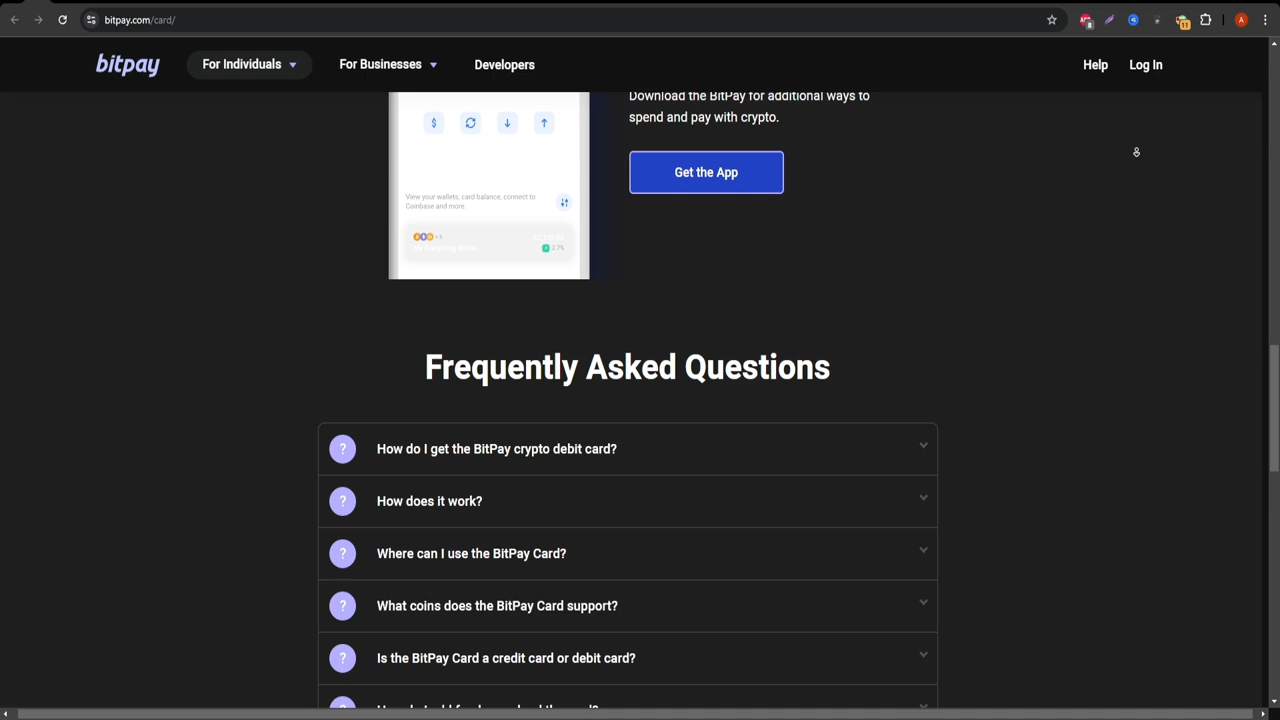 bitpay.com/card/
11
A
bitpay
For Individuals
For Businesses
Developers
Help
Log In
Download the BitPay for additional ways to
spend and pay with crypto.
Get the App
$
View your wallets, card balance, connect to
Coinbase and more.
2.7%
Frequently Asked Questions
? How do I get the BitPay crypto debit card?
? How does it work?
? Where can I use the BitPay Card?
? What coins does the BitPay Card support?
? Is the BitPay Card a credit card or debit card?